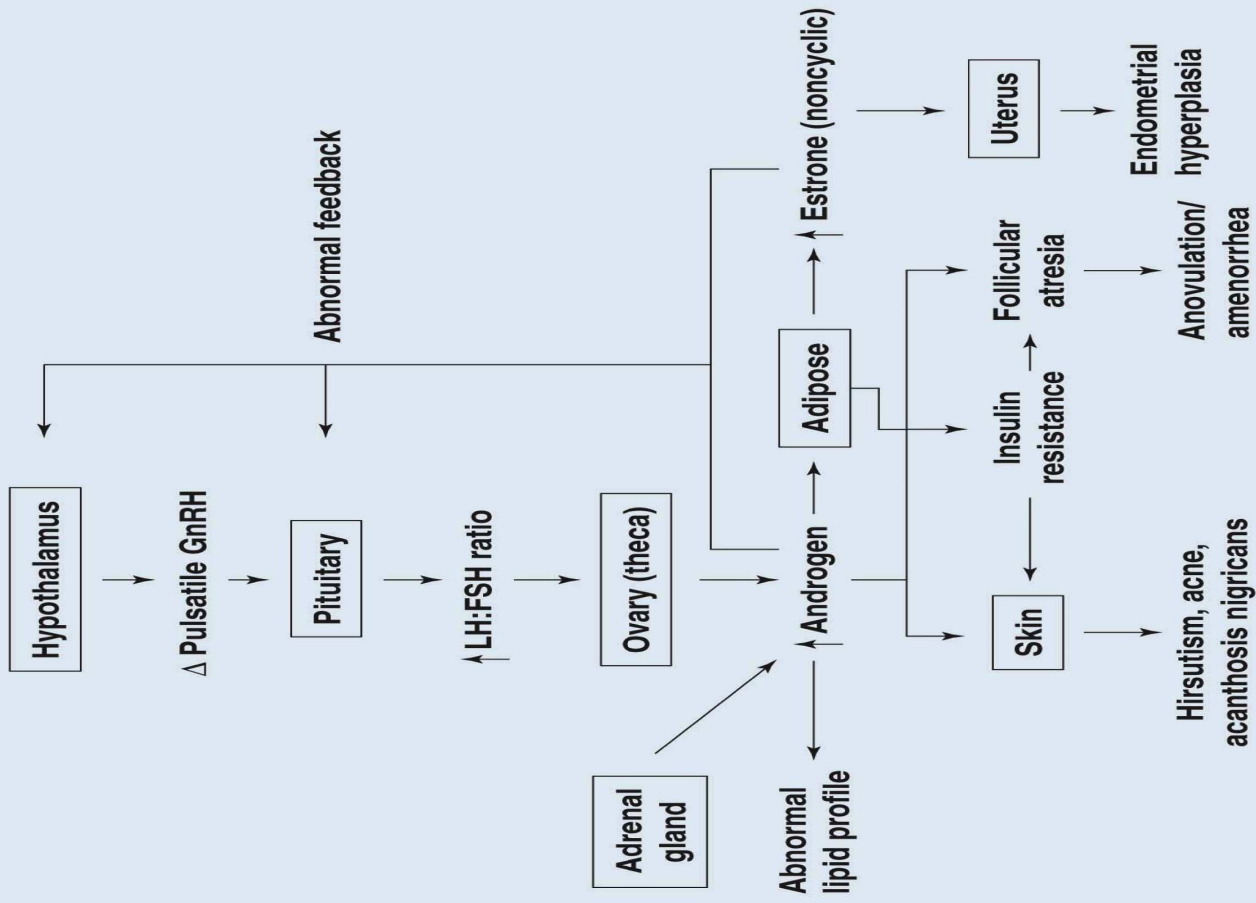 Hypothalamus
Δ Pulsatile GnRH
Pituitary
↑ LH:FSH ratio
Ovary (theca)
Abnormal feedback
Adrenal
gland
Abnormal
lipid profile
↑ Androgen
Adipose
↑ Estrone (noncyclic)
Skin
Insulin
resistance
Follicular
atresia
Uterus
Hirsutism, acne,
acanthosis nigricans
Anovulation/
amenorrhea
Endometrial
hyperplasia